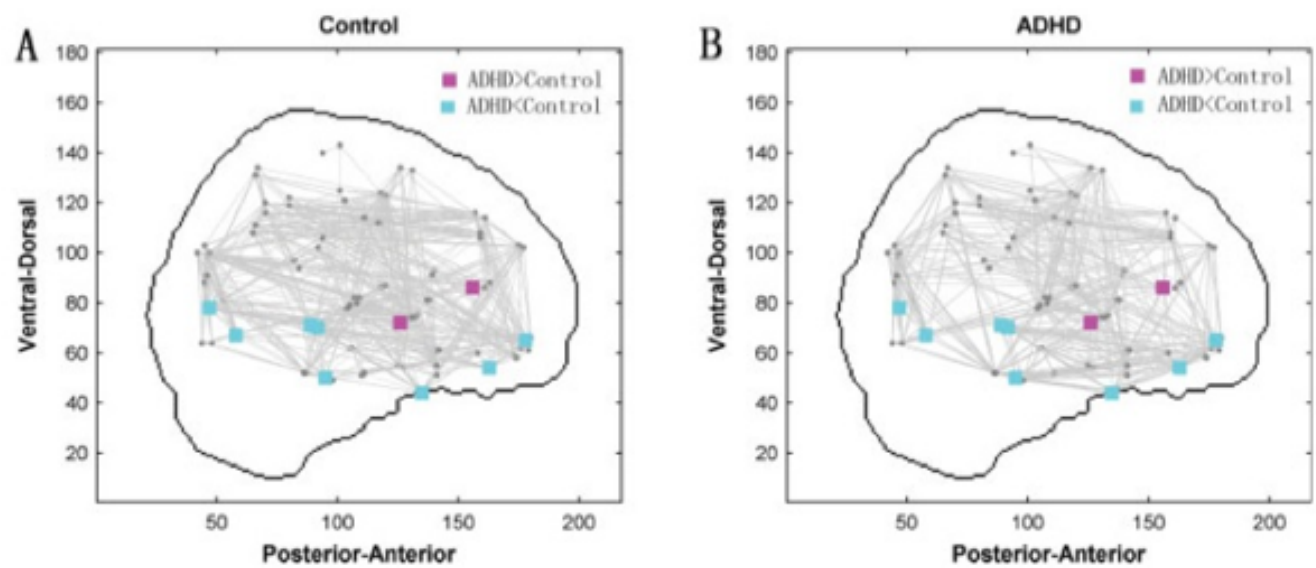 A
Control
180
160
140
120
100
80
60
40
20
Ventral-Dorsal
ADHD>Control
ADHD<Control
50
100
150
200
Posterior-Anterior
B
ADHD
180
160
140
120
100
80
60
40
20
Ventral-Dorsal
ADHD>Control
ADHD<Control
50
100
150
200
Posterior-Anterior